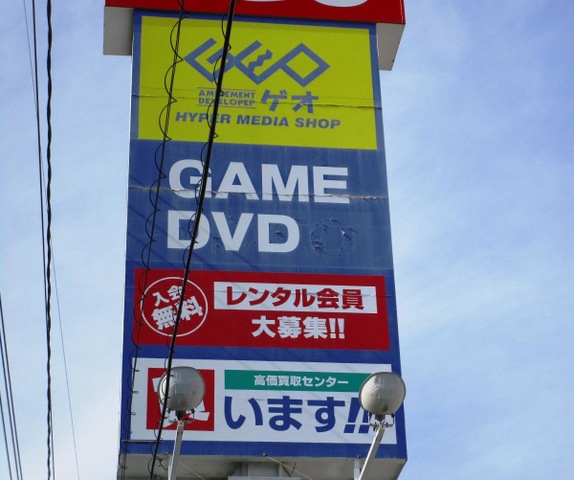 GEO
AMUSEMENT
DEVELOPER
ゲオ
HYPER MEDIA SHOP
GAME
DVD
入会
無料
レンタル会員
大募集!!
高価買取センター
買います!!